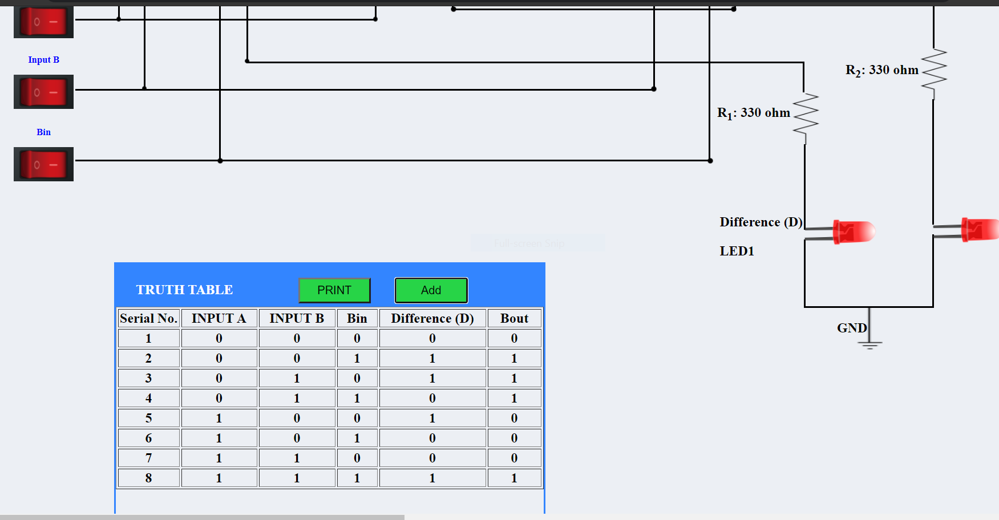 Input B
R2: 330 ohm
R1: 330 ohm
Bin
Difference (D)
Full-screen Snip
LED1
TRUTH TABLE PRINT Add
Serial No. INPUT A INPUT B Bin Difference (D) Bout
1 0 0 0 0 0
2 0 0 1 1 1
3 0 1 0 1 1
4 0 1 1 0 1
5 1 0 0 1 0
6 1 0 1 0 0
7 1 1 0 0 0
8 1 1 1 1 1
GND